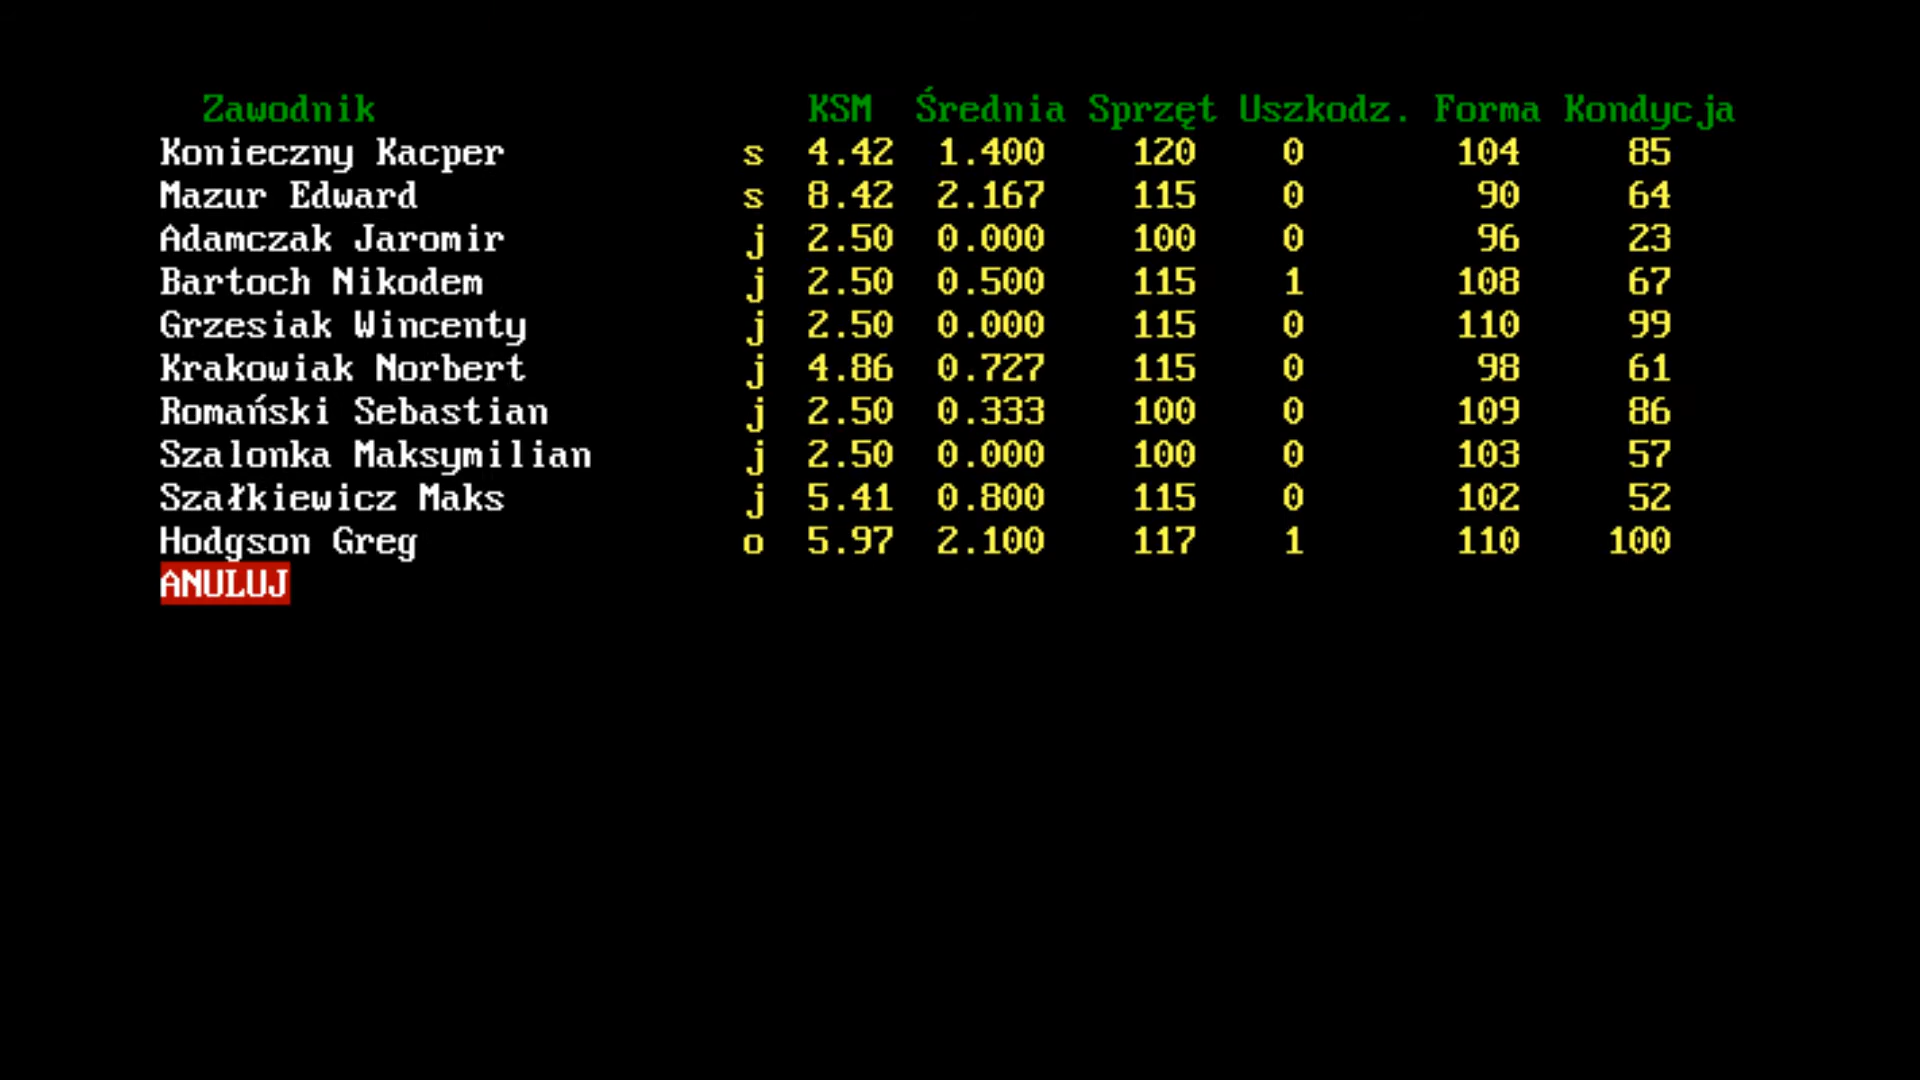 Zawodnik KSM Średnia Sprzęt Uszkodz. Forma Kondycja
Konieczny Kacper s 4.42 1.400 120 0 104 85
Mazur Edward s 8.42 2.167 115 0 90 64
Adamczak Jaromir j 2.50 0.000 100 0 96 23
Bartoch Nikodem j 2.50 0.500 115 1 108 67
Grzesiak Wincenty j 2.50 0.000 115 0 110 99
Krakowiak Norbert j 4.86 0.727 115 0 98 61
Romański Sebastian j 2.50 0.333 100 0 109 86
Szalonka Maksymilian j 2.50 0.000 100 0 103 57
Szałkiewicz Maks j 5.41 0.800 115 0 102 52
Hodgson Greg o 5.97 2.100 117 1 110 100
ANULUJ